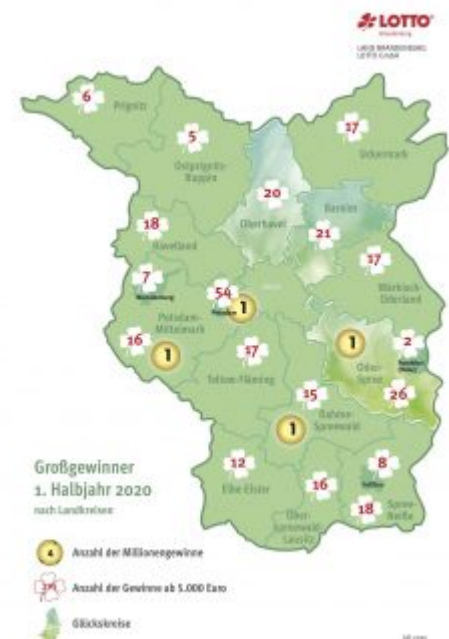 LOTTO
Brandenburg
LAND BRANDENBURG
LOTTO GmbH
6
Prignitz
5
Ostprignitz-
Ruppin
17
Uckermark
20
Oberhavel
Barnim
21
18
Havelland
17
Märkisch-
Oderland
7
Brandenburg
54
Potsdam
1
Potsdam-
Mittelmark
16
1
17
Teltow-Fläming
1
2
Oder-
Spree
26
15
Dahme-
Spreewald
1
12
Elbe-Elster
16
Ober-
spreewald-
Lausitz
8
Cottbus
18
Spree-
Neiße
Großgewinner
1. Halbjahr 2020
nach Landkreisen
4
Anzahl der Millionengewinne
Anzahl der Gewinne ab 5.000 Euro
Glückskreise